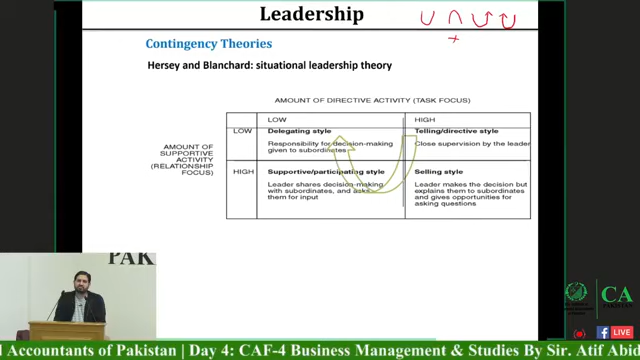 Leadership
Contingency Theories
Hersey and Blanchard: situational leadership theory
AMOUNT OF DIRECTIVE ACTIVITY (TASK FOCUS)
LOW HIGH
AMOUNT OF
SUPPORTIVE
ACTIVITY
(RELATIONSHIP
FOCUS)
LOW
Delegating style
Responsibility for decision-making
given to subordinates
Telling/directive style
Close supervision by the leader
HIGH
Supportive/participating style
Leader shares decision-making
with subordinates and asks
them for input
Selling style
Leader makes the decision but
explains them to subordinates
and gives opportunities for
asking questions
PAK
CA
PAKISTAN
LIVE
d Accountants of Pakistan | Day 4: CAF-4 Business Management & Studies By Sir. Atif Abid